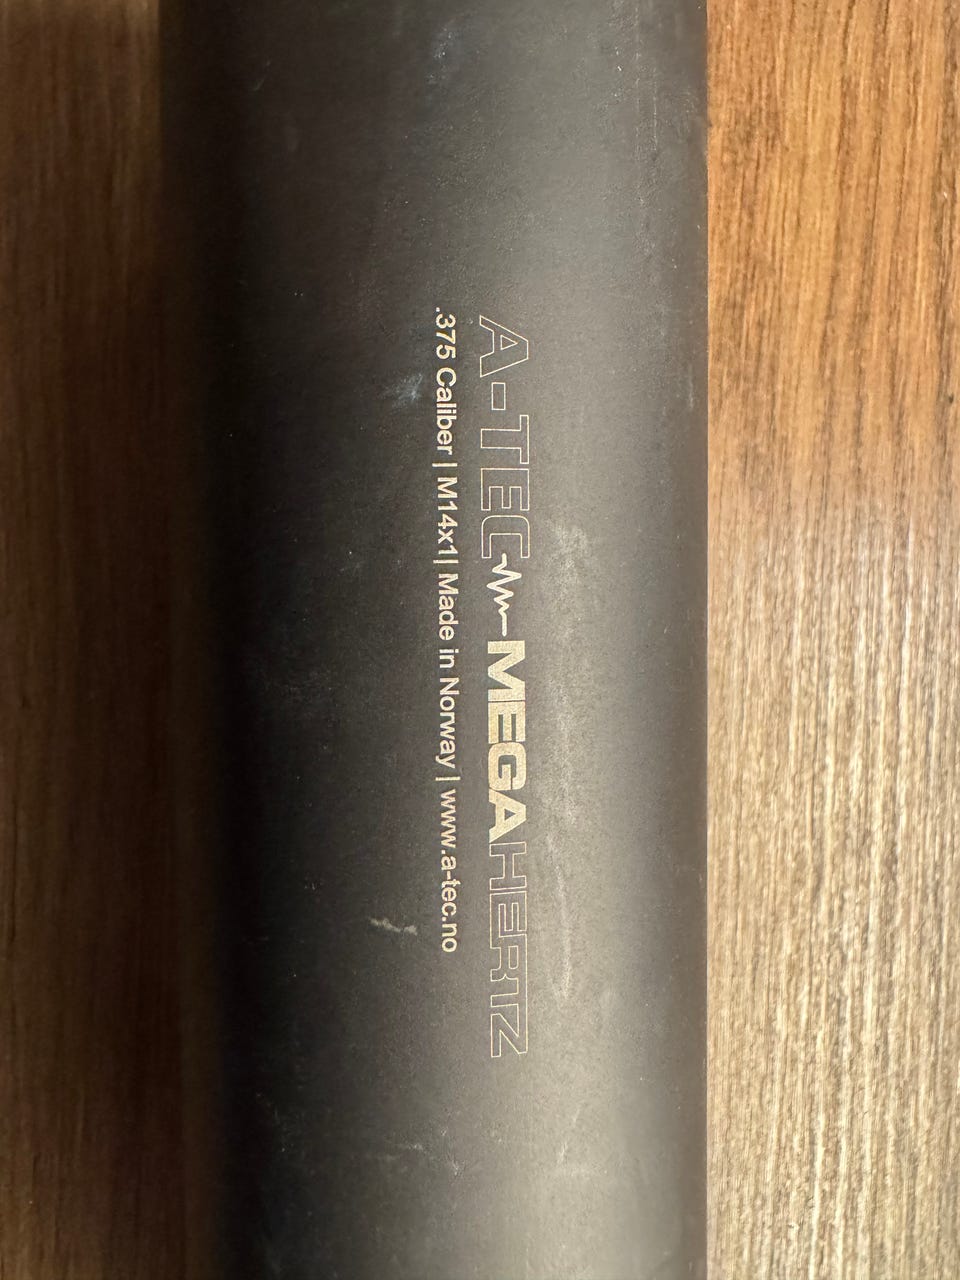 A-TEC MEGAHERTZ
.375 Caliber | M14x1| Made in Norway | www.a-tec.no